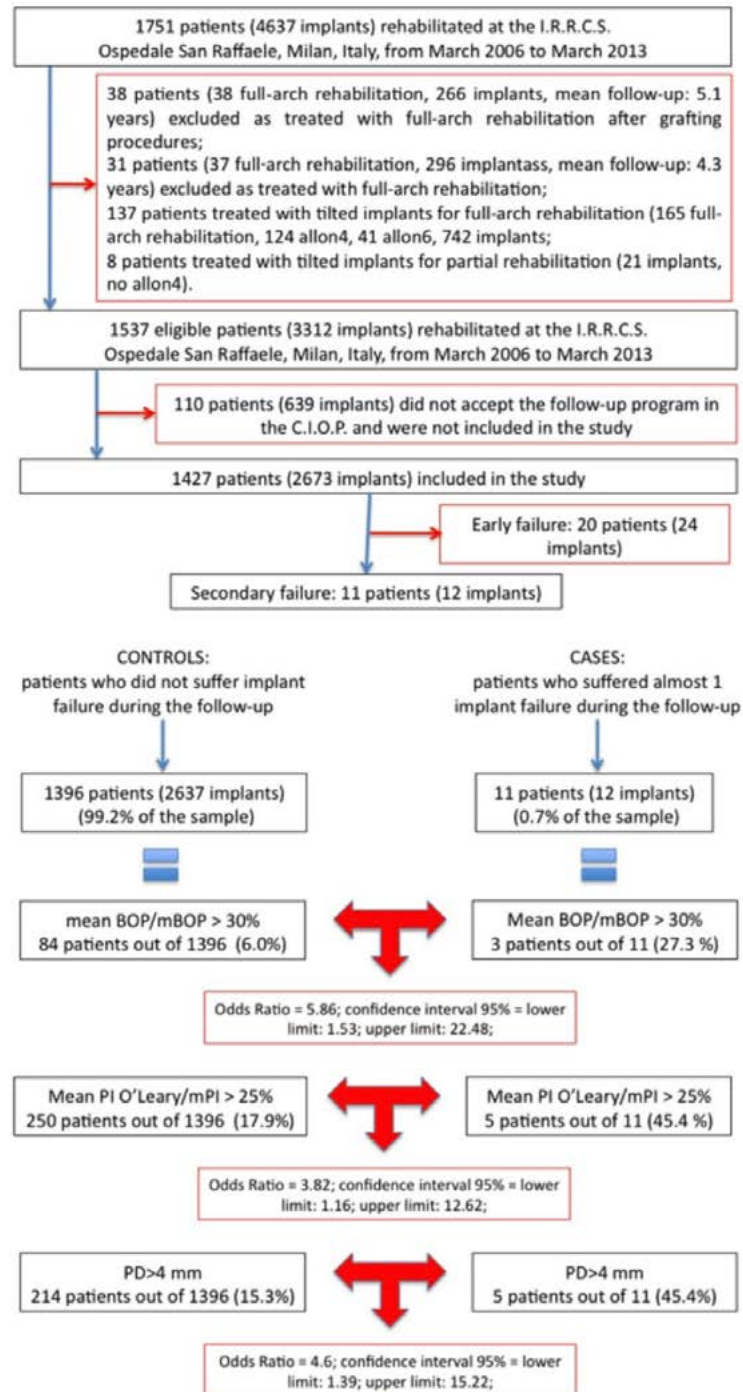 1751 patients (4637 implants) rehabilitated at the I.R.R.C.S.
Ospedale San Raffaele, Milan, Italy, from March 2006 to March 2013
38 patients (38 full-arch rehabilitation, 266 implants, mean follow-up: 5.1
years) excluded as treated with full-arch rehabilitation after grafting
procedures;
31 patients (37 full-arch rehabilitation, 296 implantass, mean follow-up: 4.3
years) excluded as treated with full-arch rehabilitation;
137 patients treated with tilted implants for full-arch rehabilitation (165 full-
arch rehabilitation, 124 allon4, 41 allon6, 742 implants;
8 patients treated with tilted implants for partial rehabilitation (21 implants,
no allon4).
1537 eligible patients (3312 implants) rehabilitated at the I.R.R.C.S.
Ospedale San Raffaele, Milan, Italy, from March 2006 to March 2013
110 patients (639 implants) did not accept the follow-up program in
the C.I.O.P. and were not included in the study
1427 patients (2673 implants) included in the study
Early failure: 20 patients (24
implants)
Secondary failure: 11 patients (12 implants)
CONTROLS:
patients who did not suffer implant
failure during the follow-up
CASES:
patients who suffered almost 1
implant failure during the follow-up
1396 patients (2637 implants)
(99.2% of the sample)
11 patients (12 implants)
(0.7% of the sample)
mean BOP/mBOP > 30%
84 patients out of 1396 (6.0%)
Mean BOP/mBOP > 30%
3 patients out of 11 (27.3 %)
Odds Ratio = 5.86; confidence interval 95% = lower
limit: 1.53; upper limit: 22.48;
Mean PI O'Leary/mPI > 25%
250 patients out of 1396 (17.9%)
Mean PI O'Leary/mPI > 25%
5 patients out of 11 (45.4 %)
Odds Ratio = 3.82; confidence interval 95% = lower
limit: 1.16; upper limit: 12.62;
PD>4 mm
214 patients out of 1396 (15.3%)
PD>4 mm
5 patients out of 11 (45.4%)
Odds Ratio = 4.6; confidence interval 95% = lower
limit: 1.39; upper limit: 15.22;